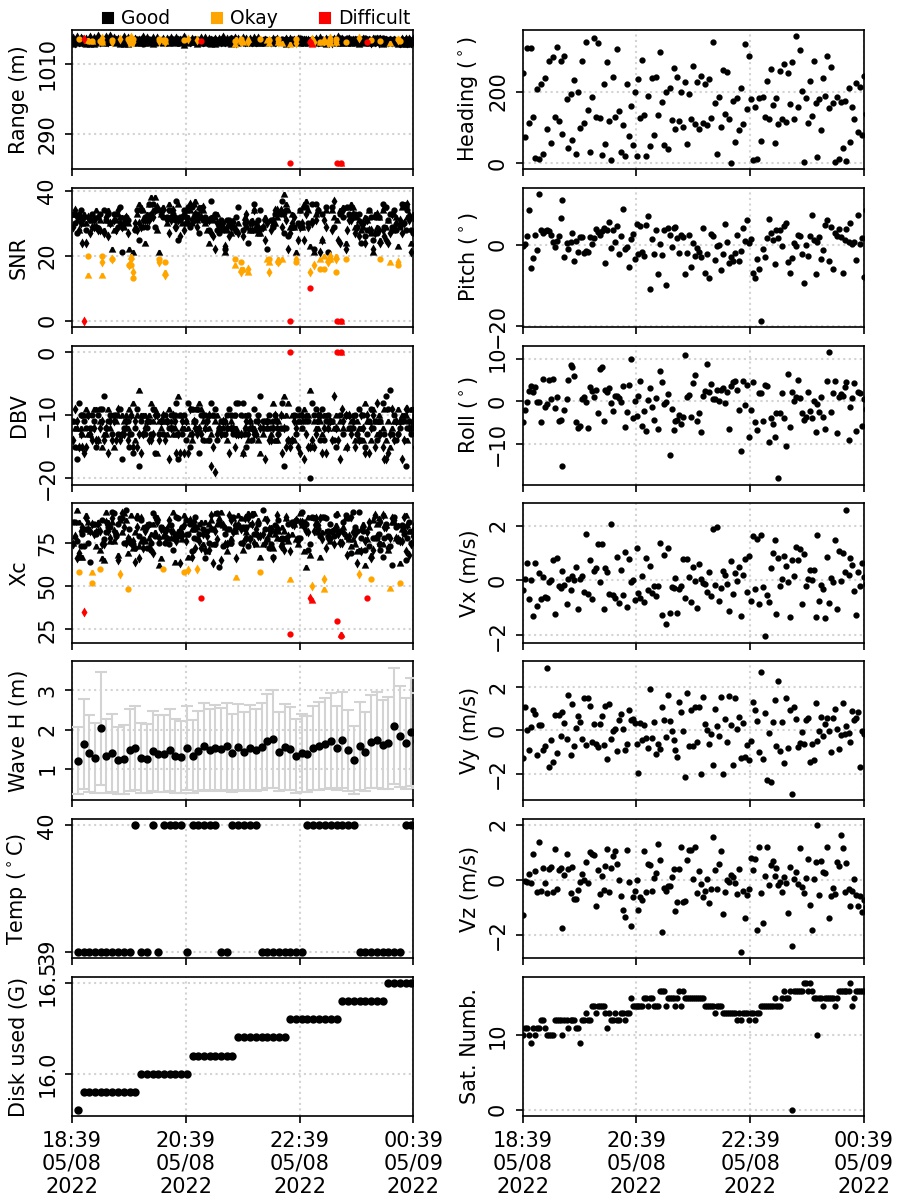 Good Okay Difficult
Range (m)
1010
290
Heading (°)
200
0
SNR
40
20
0
Pitch (°)
0
−20
DBV
0
−10
−20
Roll (°)
10
0
−10
Xc
75
50
25
Vx (m/s)
2
0
−2
Wave H (m)
3
2
1
Vy (m/s)
2
0
−2
Temp (°C)
40
39
Vz (m/s)
2
0
−2
Disk used (G)
16.5
16.0
Sat. Numb.
10
0
18:39 20:39 22:39 00:39
05/08 05/08 05/08 05/09
2022 2022 2022 2022
18:39 20:39 22:39 00:39
05/08 05/08 05/08 05/09
2022 2022 2022 2022